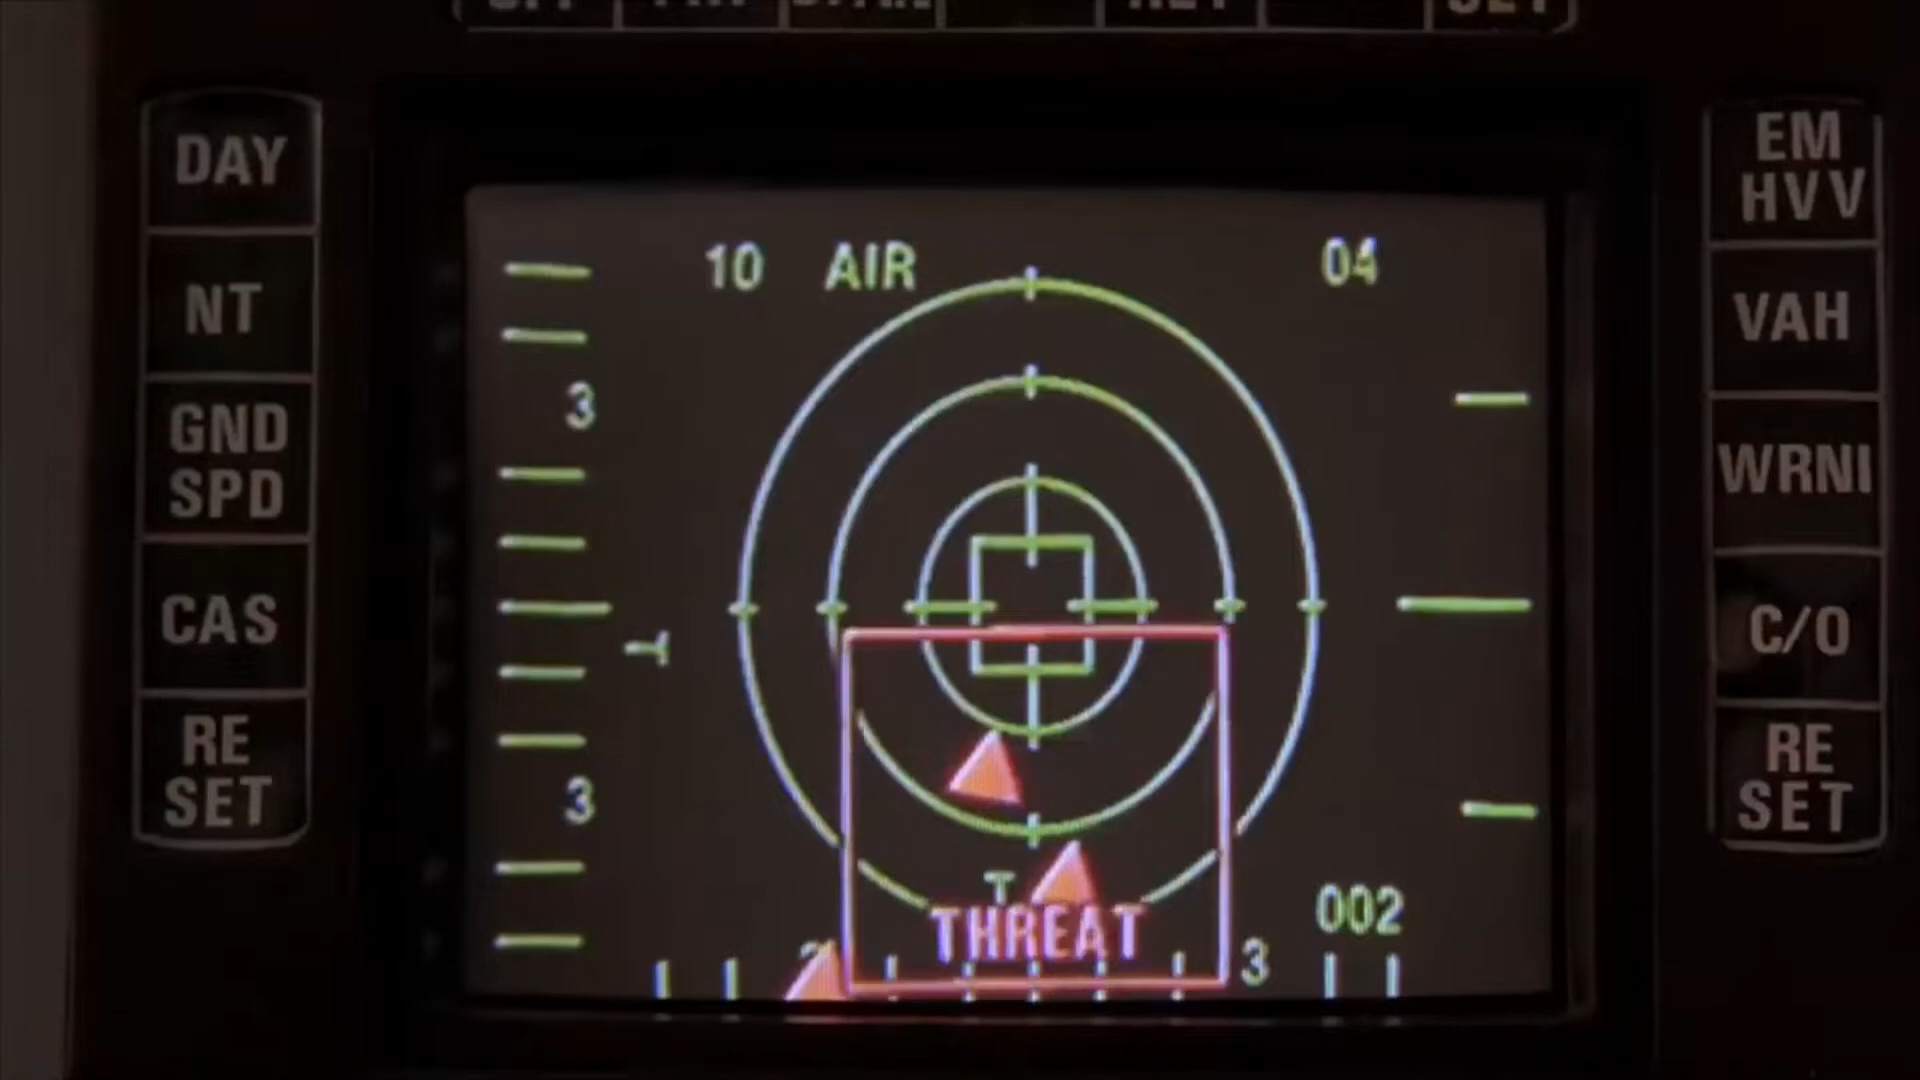 DAY
NT
GND
SPD
CAS
RE
SET
10 AIR 04
3
3
T
THREAT
002
3
EM
HVV
VAH
WRNI
C/O
RE
SET